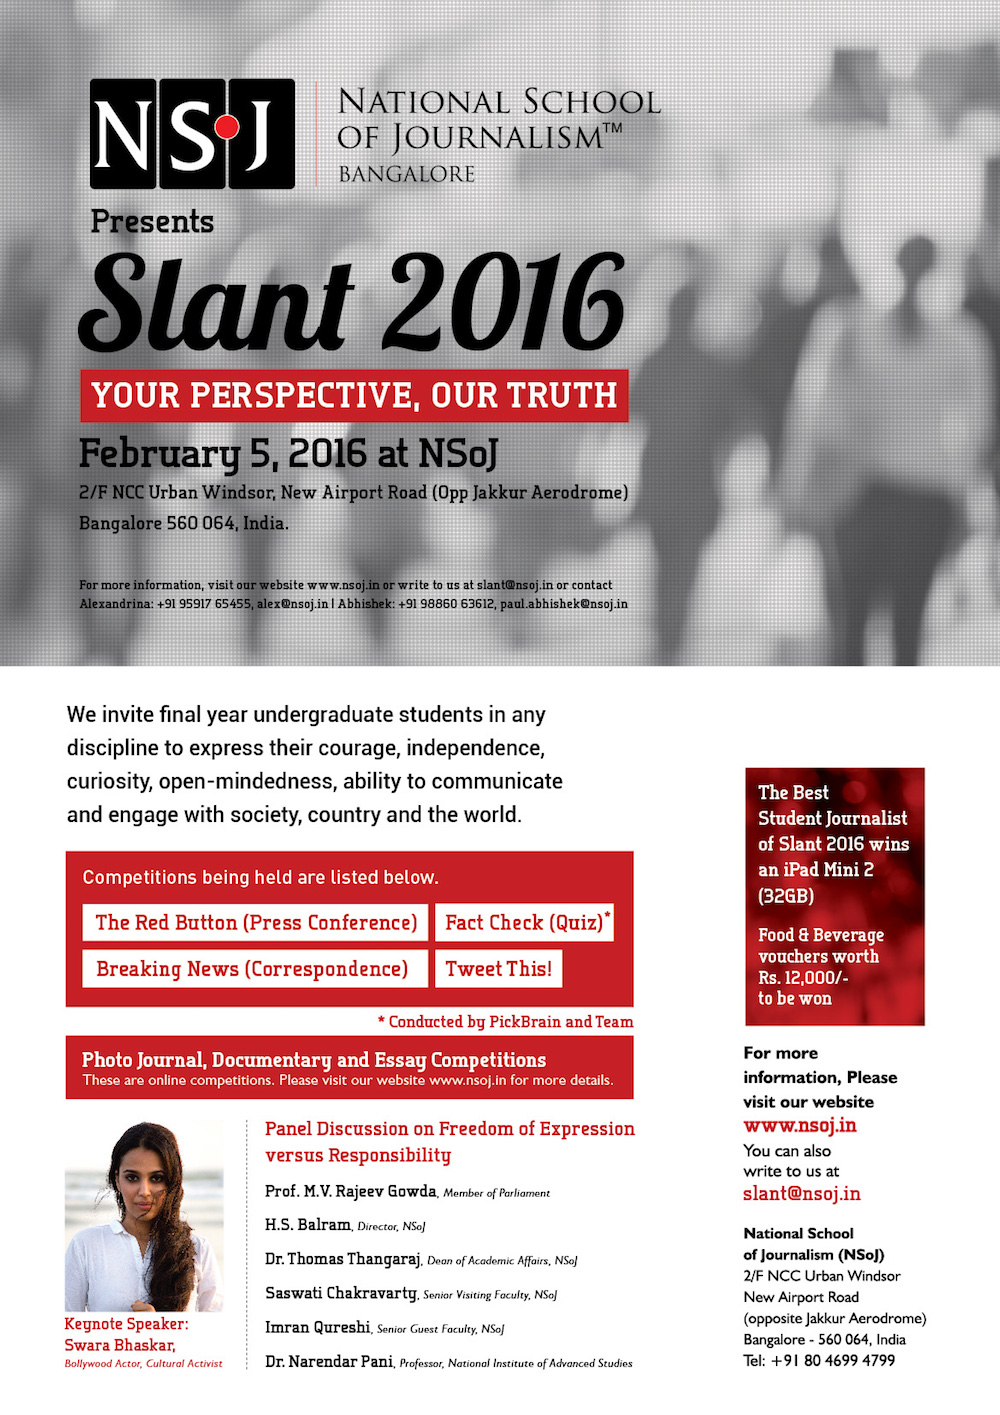 NSJ
NATIONAL SCHOOL
OF JOURNALISM™
BANGALORE
Presents
Slant 2016
YOUR PERSPECTIVE, OUR TRUTH
February 5, 2016 at NSoJ
2/F NCC Urban Windsor, New Airport Road (Opp Jakkur Aerodrome)
Bangalore 560 064, India.
For more information, visit our website www.nsoj.in or write to us at slant@nsoj.in or contact
Alexandrina: +91 95917 65455, alex@nsoj.in | Abhishek: +91 98860 63612, paul.abhishek@nsoj.in
We invite final year undergraduate students in any
discipline to express their courage, independence,
curiosity, open-mindedness, ability to communicate
and engage with society, country and the world.
Competitions being held are listed below.
The Red Button (Press Conference)
Fact Check (Quiz)*
Breaking News (Correspondence)
Tweet This!
* Conducted by PickBrain and Team
Photo Journal, Documentary and Essay Competitions
These are online competitions. Please visit our website www.nsoj.in for more details.
Keynote Speaker:
Swara Bhaskar,
Bollywood Actor, Cultural Activist
Panel Discussion on Freedom of Expression
versus Responsibility
Prof. M.V. Rajeev Gowda, Member of Parliament
H.S. Balram, Director, NSoJ
Dr. Thomas Thangaraj, Dean of Academic Affairs, NSoJ
Saswati Chakravarty, Senior Visiting Faculty, NSoJ
Imran Qureshi, Senior Guest Faculty, NSoJ
Dr. Narendar Pani, Professor, National Institute of Advanced Studies
The Best
Student Journalist
of Slant 2016 wins
an iPad Mini 2
(32GB)
Food & Beverage
vouchers worth
Rs. 12,000/-
to be won
For more
information, Please
visit our website
www.nsoj.in
You can also
write to us at
slant@nsoj.in
National School
of Journalism (NSoJ)
2/F NCC Urban Windsor
New Airport Road
(opposite Jakkur Aerodrome)
Bangalore - 560 064, India
Tel: +91 80 4699 4799